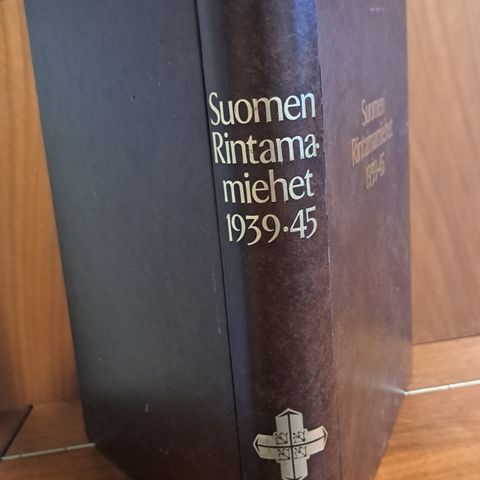 Suomen
Rintama-
miehet
1939·45
Suomen
Rintamamiehet
1939-45